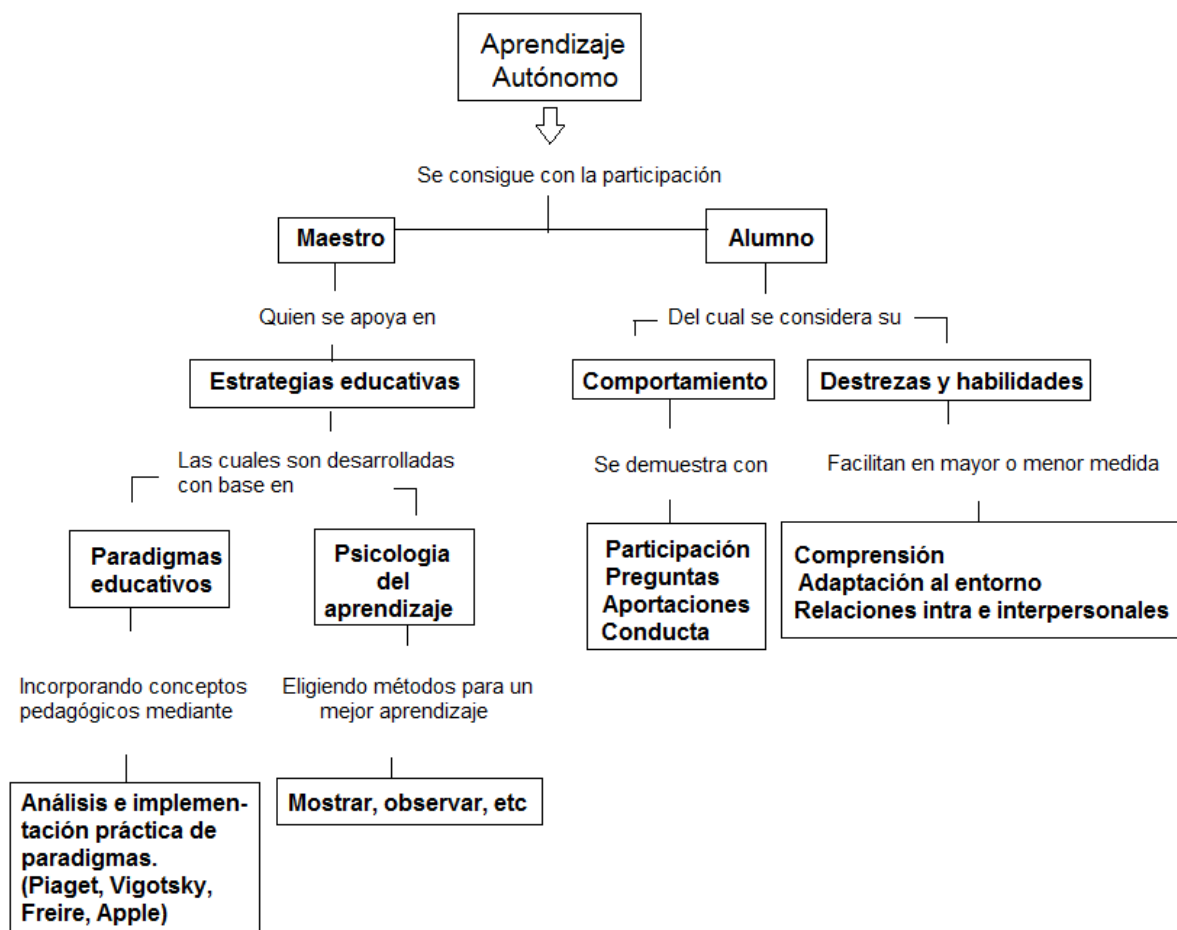 Aprendizaje
Autónomo
Se consigue con la participación
Maestro
Alumno
Quien se apoya en
Del cual se considera su
Estrategias educativas
Comportamiento
Destrezas y habilidades
Las cuales son desarrolladas
con base en
Se demuestra con
Facilitan en mayor o menor medida
Paradigmas
educativos
Psicologia
del
aprendizaje
Participación
Preguntas
Aportaciones
Conducta
Comprensión
Adaptación al entorno
Relaciones intra e interpersonales
Incorporando conceptos
pedagógicos mediante
Eligiendo métodos para un
mejor aprendizaje
Análisis e implemen-
tación práctica de
paradigmas.
(Piaget, Vigotsky,
Freire, Apple)
Mostrar, observar, etc